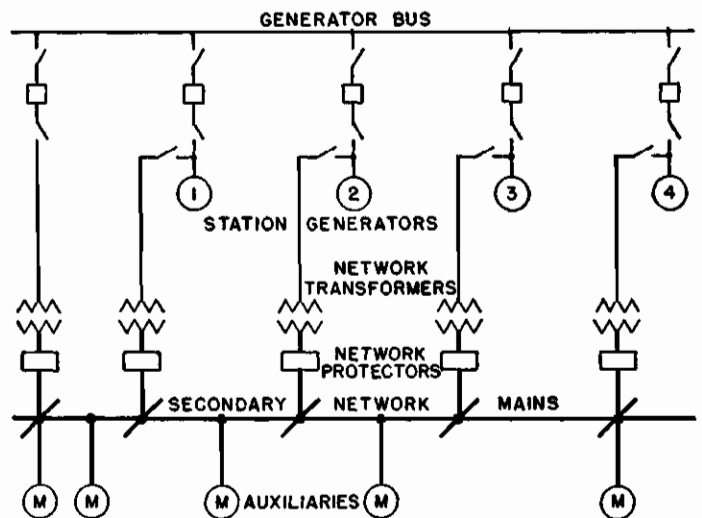 GENERATOR BUS
1 2 3 4
STATION GENERATORS
NETWORK
TRANSFORMERS
NETWORK
PROTECTORS
SECONDARY NETWORK MAINS
M M M AUXILIARIES M M